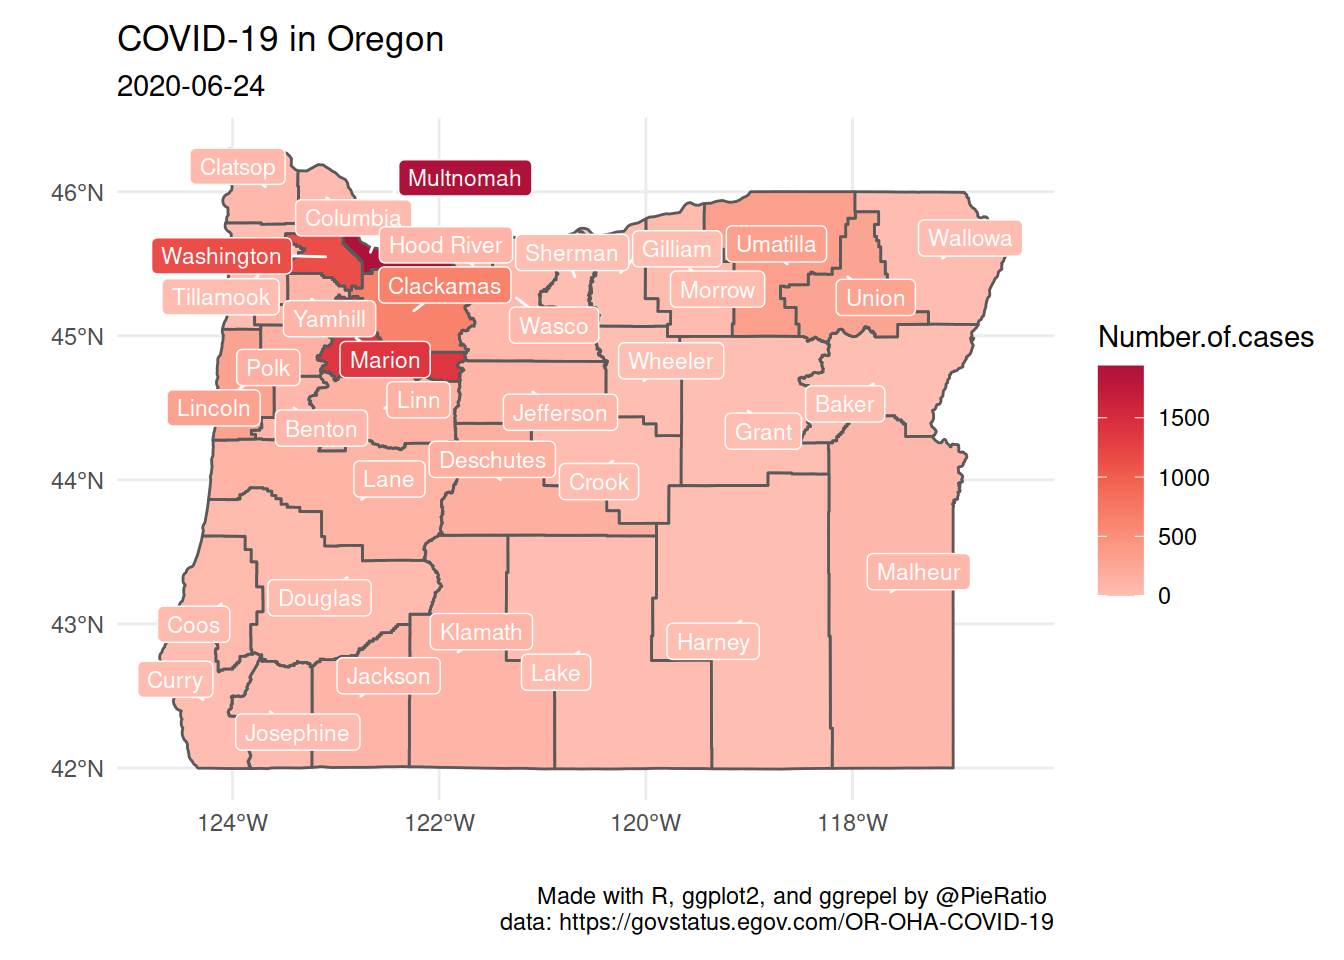 COVID-19 in Oregon
2020-06-24
46°N
45°N
44°N
43°N
42°N
124°W
122°W
120°W
118°W
Clatsop
Multnomah
Columbia
Washington
Hood River
Sherman
Gilliam
Umatilla
Wallowa
Tillamook
Clackamas
Morrow
Union
Yamhill
Wasco
Polk
Marion
Wheeler
Lincoln
Linn
Benton
Jefferson
Baker
Grant
Deschutes
Lane
Crook
Malheur
Douglas
Coos
Klamath
Harney
Curry
Jackson
Lake
Josephine
Number.of.cases
1500
1000
500
0
Made with R, ggplot2, and ggrepel by @PieRatio
data: https://govstatus.egov.com/OR-OHA-COVID-19